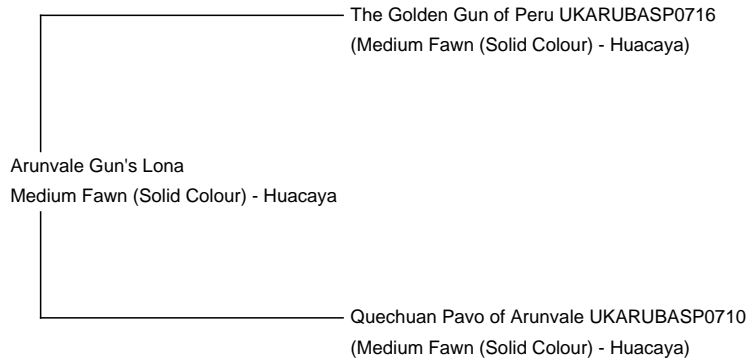 The Golden Gun of Peru UKARUBASP0716
(Medium Fawn (Solid Colour) - Huacaya)
Arunvale Gun's Lona
Medium Fawn (Solid Colour) - Huacaya
Quechuan Pavo of Arunvale UKARUBASP0710
(Medium Fawn (Solid Colour) - Huacaya)